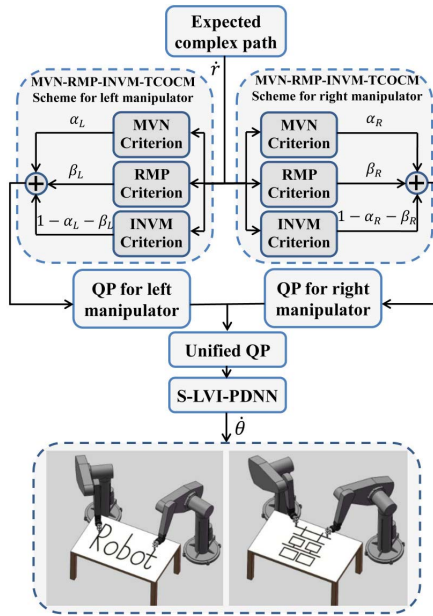 Expected
complex path
ṙ
MVN-RMP-INVM-TCOCM
Scheme for left manipulator
α_L
MVN
Criterion
β_L
RMP
Criterion
1 − α_L − β_L
INVM
Criterion
MVN-RMP-INVM-TCOCM
Scheme for right manipulator
MVN
Criterion
α_R
RMP
Criterion
β_R
INVM
Criterion
1 − α_R − β_R
QP for left
manipulator
QP for right
manipulator
Unified QP
S-LVI-PDNN
θ̇
Robot